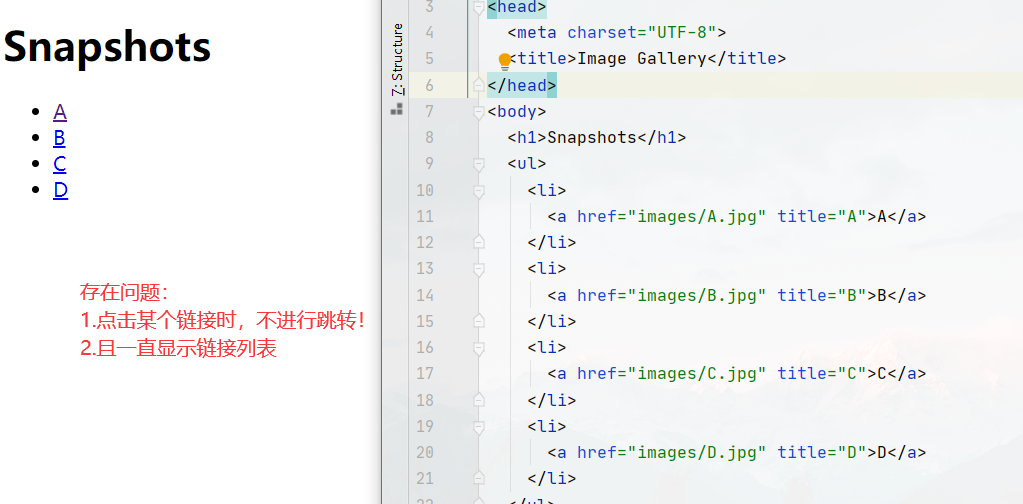 Snapshots
A
B
C
D
存在问题：
1.点击某个链接时，不进行跳转！
2.且一直显示链接列表
7: Structure
3 <head>
4 <meta charset="UTF-8">
5 <title>Image Gallery</title>
6 </head>
7 <body>
8 <h1>Snapshots</h1>
9 <ul>
10 <li>
11 <a href="images/A.jpg" title="A">A</a>
12 </li>
13 <li>
14 <a href="images/B.jpg" title="B">B</a>
15 </li>
16 <li>
17 <a href="images/C.jpg" title="C">C</a>
18 </li>
19 <li>
20 <a href="images/D.jpg" title="D">D</a>
21 </li>
22 </ul>